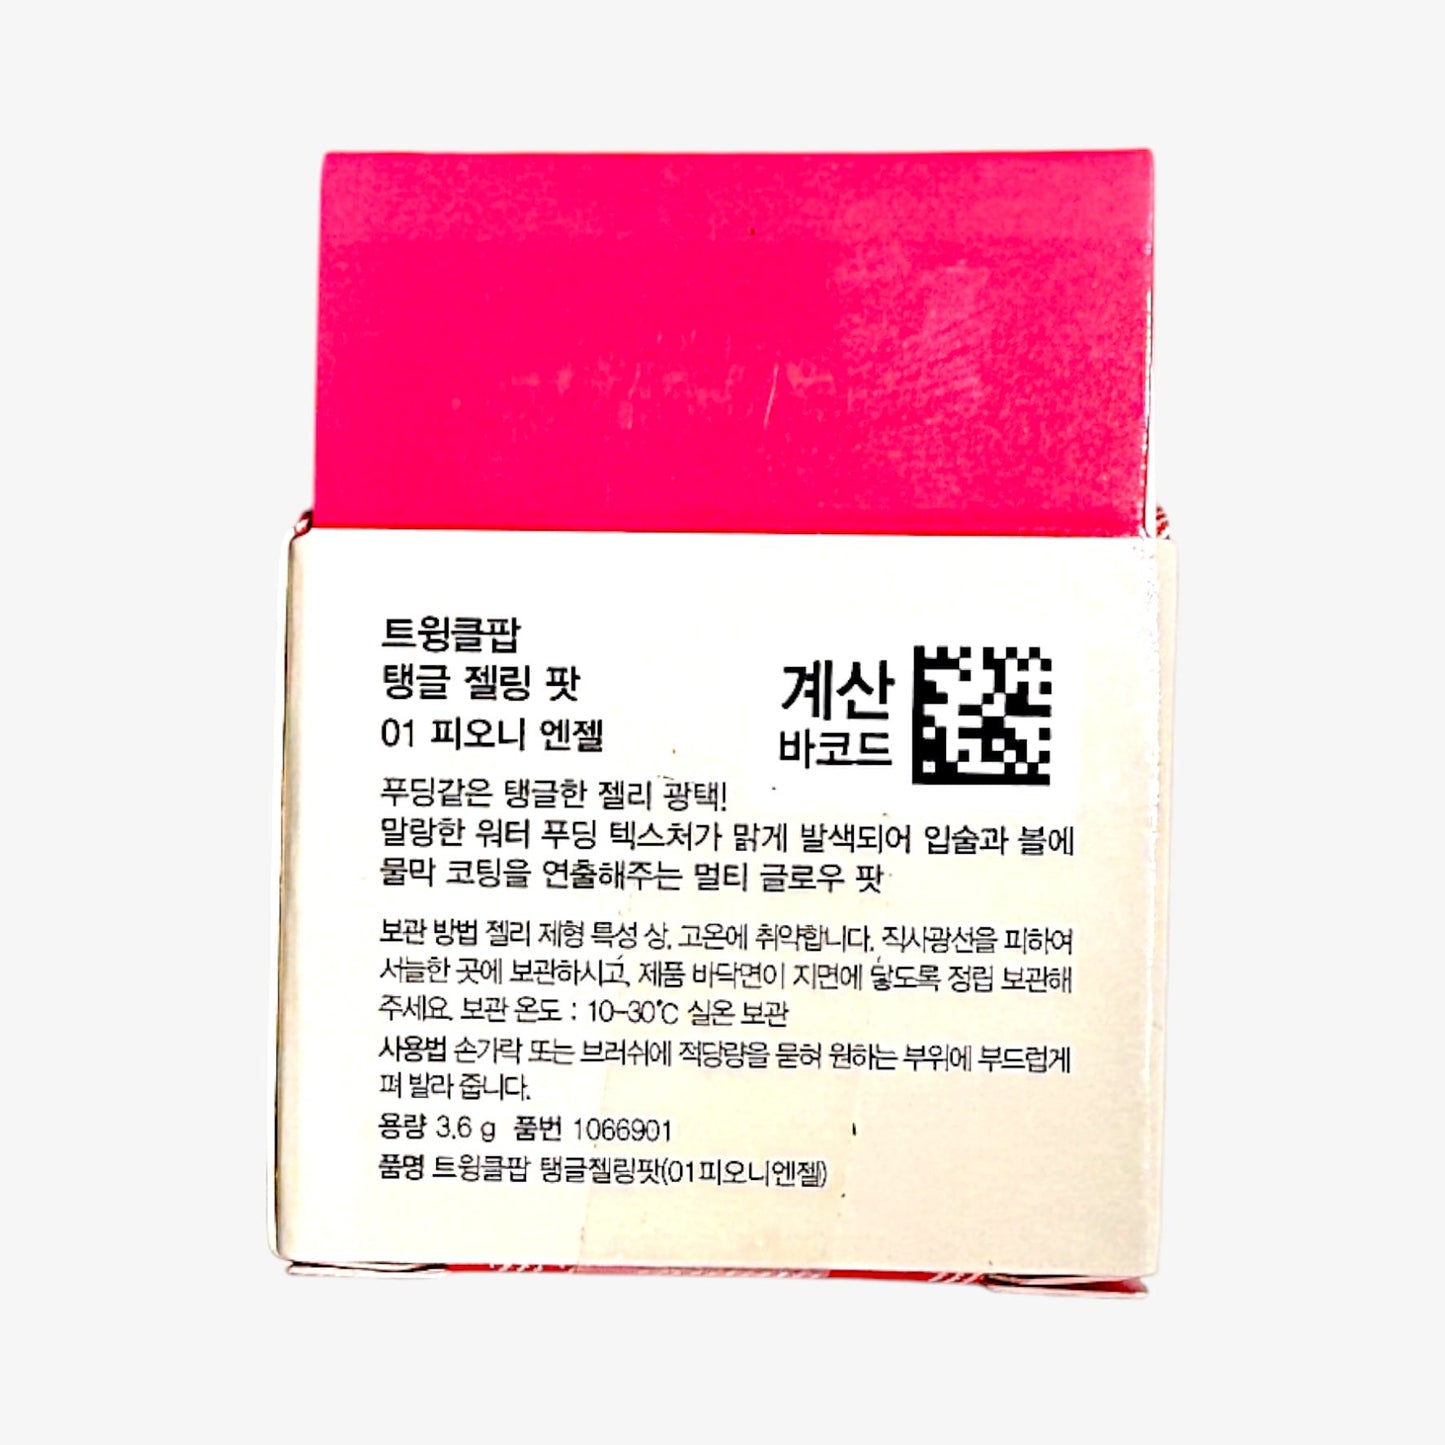 트윙클팝
탱글 젤링 팟
01 피오니 엔젤
계산
바코드
푸딩같은 탱글한 젤리 광택!
말랑한 워터 푸딩 텍스처가 맑게 발색되어 입술과 볼에
물막 코팅을 연출해주는 멀티 글로우 팟
보관 방법 젤리 제형 특성 상, 고온에 취약합니다. 직사광선을 피하여
서늘한 곳에 보관하시고, 제품 바닥면이 지면에 닿도록 정립 보관해
주세요. 보관 온도 : 10-30℃ 실온 보관
사용법 손가락 또는 브러쉬에 적당량을 묻혀 원하는 부위에 부드럽게
펴 발라 줍니다.
용량 3.6 g 품번 1066901
품명 트윙클팝 탱글젤링팟(01피오니엔젤)